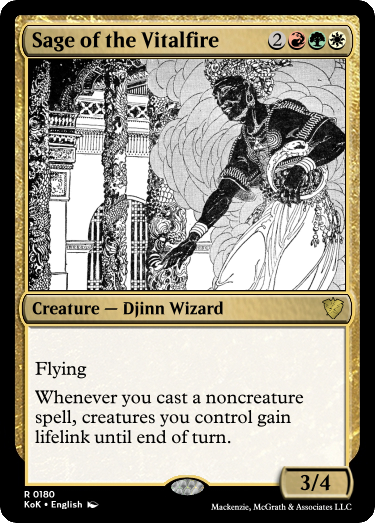 Sage of the Vitalfire 2
Creature — Djinn Wizard
Flying
Whenever you cast a noncreature
spell, creatures you control gain
lifelink until end of turn.
3/4
R 0180
KoK • English
Mackenzie, McGrath & Associates LLC